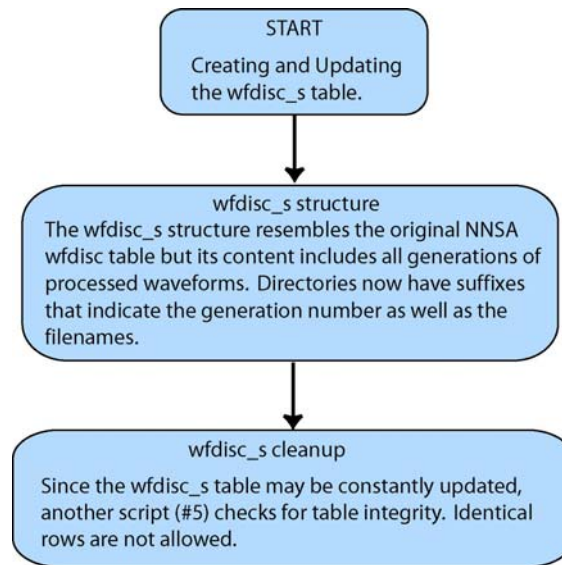 START
Creating and Updating
the wfdisc_s table.
wfdisc_s structure
The wfdisc_s structure resembles the original NNSA
wfdisc table but its content includes all generations of
processed waveforms. Directories now have suffixes
that indicate the generation number as well as the
filenames.
wfdisc_s cleanup
Since the wfdisc_s table may be constantly updated,
another script (#5) checks for table integrity. Identical
rows are not allowed.